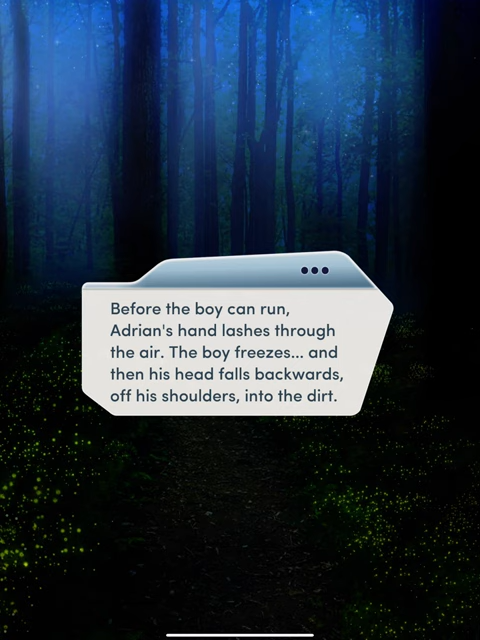 Before the boy can run,
Adrian's hand lashes through
the air. The boy freezes... and
then his head falls backwards,
off his shoulders, into the dirt.